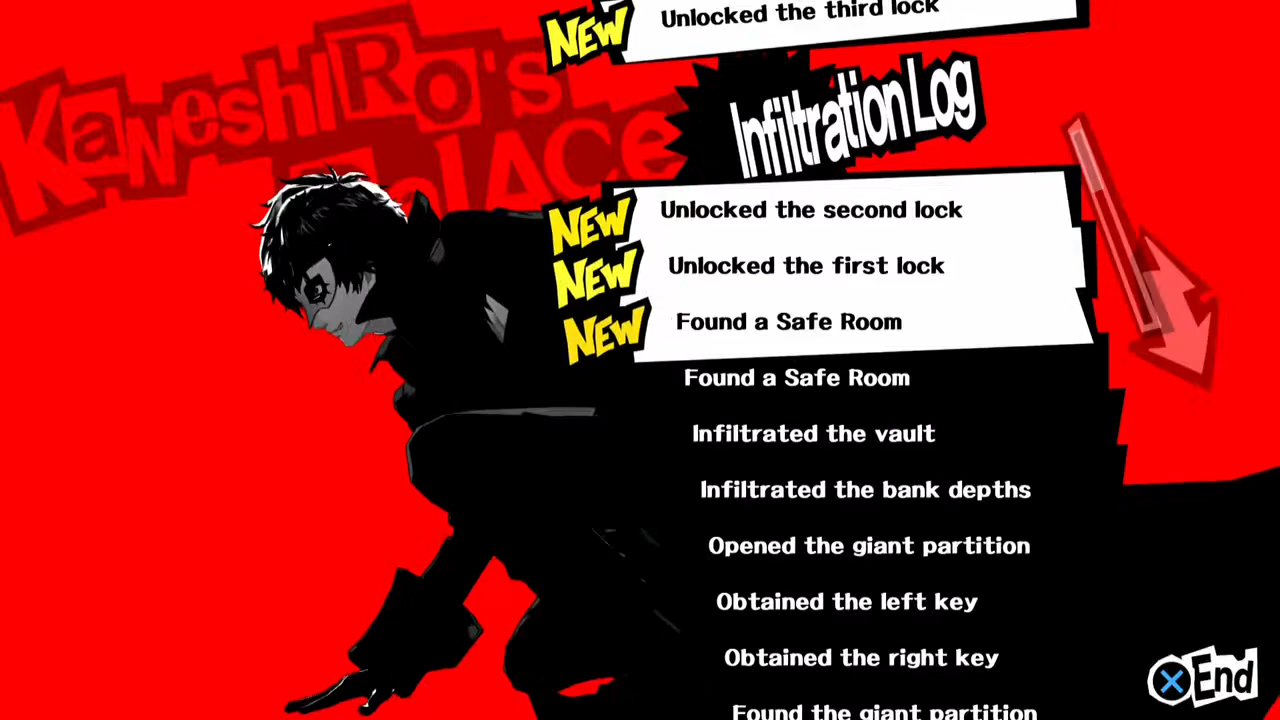 NEW Unlocked the third lock
Kaneshiro's
Palace
Infiltration Log
NEW Unlocked the second lock
NEW Unlocked the first lock
NEW Found a Safe Room
Found a Safe Room
Infiltrated the vault
Infiltrated the bank depths
Opened the giant partition
Obtained the left key
Obtained the right key
Found the giant partition
End